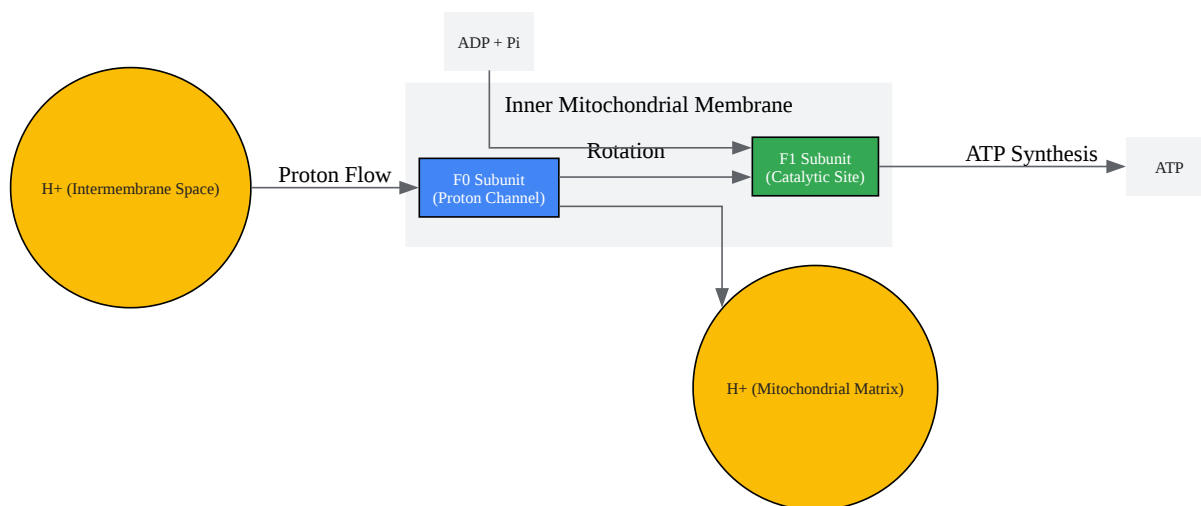 ADP + Pi
Inner Mitochondrial Membrane
Rotation
F1 Subunit
(Catalytic Site)
ATP Synthesis
ATP
Proton Flow
F0 Subunit
(Proton Channel)
H+ (Intermembrane Space)
H+ (Mitochondrial Matrix)